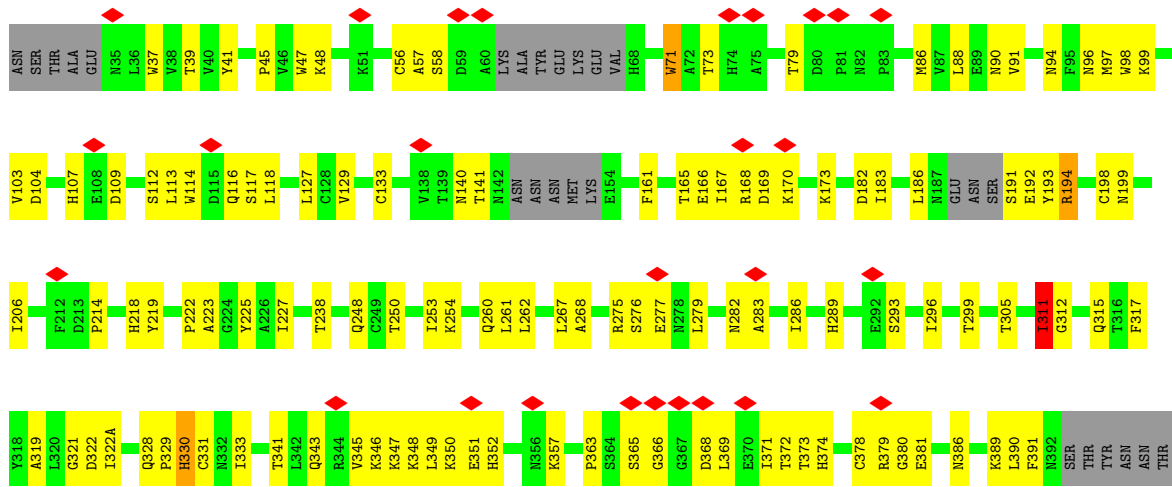 ASN SER THR ALA GLU N35 L36 W37 V38 T39 V40 Y41 P45 V46 W47 K48 K51 C56 A57 S58 D59 A60 LYS ALA TYR GLU LYS GLU VAL H68 W71 A72 T73 H74 A75 T79 D80 P81 N82 P83 M86 V87 L88 E89 N90 V91 N94 F95 N96 M97 W98 K99
V103 D104 H107 E108 D109 S112 L113 W114 D115 Q116 S117 L118 L127 C128 V129 C133 V138 T139 N140 T141 N142 ASN ASN ASN MET LYS E154 F161 T165 E166 I167 R168 D169 K170 K173 D182 I183 L186 N187 GLU ASN SER S191 E192 Y193 R194 C198 N199
I206 F212 D213 P214 H218 Y219 P222 A223 G224 Y225 A226 I227 T238 Q248 C249 T250 I253 K254 Q260 L261 L262 L267 A268 R275 S276 E277 N278 L279 N282 A283 I286 H289 E292 S293 I296 T299 T305 I311 G312 Q315 T316 F317
Y318 A319 L320 G321 D322 I322A Q328 P329 H330 C331 N332 I333 T341 L342 Q343 R344 V345 K346 K347 K348 L349 K350 E351 H352 N356 K357 P363 S364 S365 G366 G367 D368 L369 E370 I371 T372 T373 H374 C378 R379 G380 E381 N386 K389 L390 F391 N392 SER THR TYR ASN ASN THR